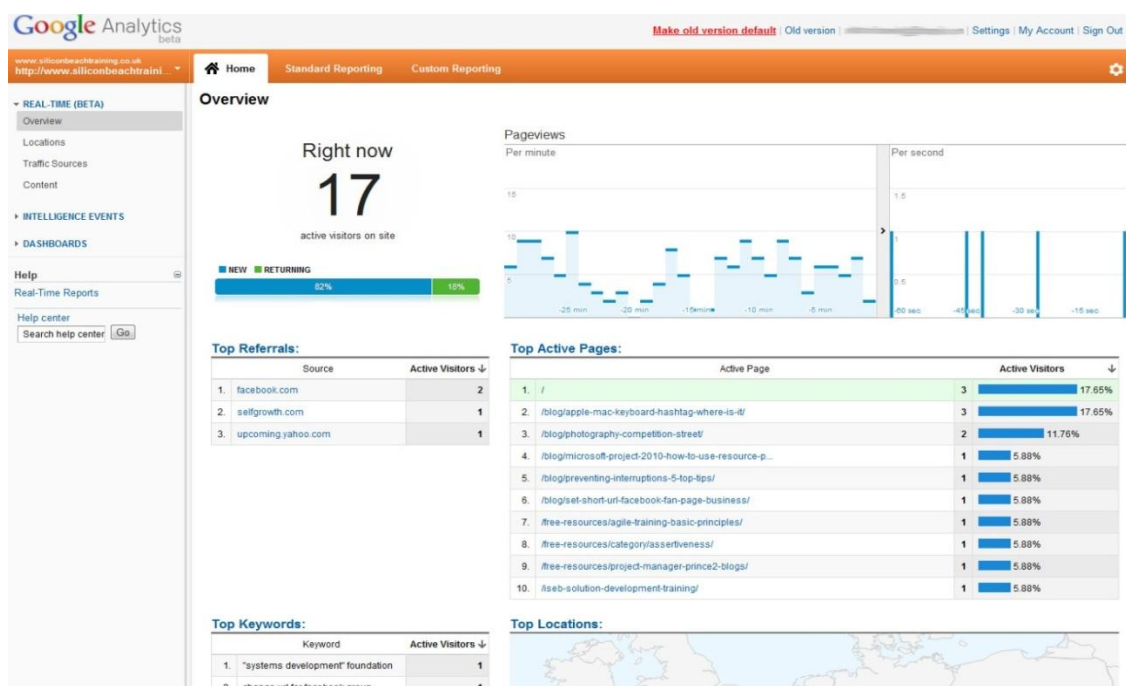 Google Analytics
beta
Make old version default | Old version | | Settings | My Account | Sign Out
www.siliconbeachtraining.co.uk
http://www.siliconbeachtraini...
Home Standard Reporting Custom Reporting
REAL-TIME (BETA)
Overview
Locations
Traffic Sources
Content
INTELLIGENCE EVENTS
DASHBOARDS
Help
Real-Time Reports
Help center
Search help center Go
Overview
Right now
17
active visitors on site
NEW RETURNING
82% 18%
Pageviews
Per minute
15
10
5
-25 min -20 min -15 min -10 min -5 min
Per second
1.5
1
0.5
-60 sec -45 sec -30 sec -15 sec
Top Referrals:
Source Active Visitors
1. facebook.com 2
2. selfgrowth.com 1
3. upcoming.yahoo.com 1
Top Active Pages:
Active Page Active Visitors
1. / 3 17.65%
2. /blog/apple-mac-keyboard-hashtag-where-is-it/ 3 17.65%
3. /blog/photography-competition-street/ 2 11.76%
4. /blog/microsoft-project-2010-how-to-use-resource-p... 1 5.88%
5. /blog/preventing-interruptions-5-top-tips/ 1 5.88%
6. /blog/set-short-url-facebook-fan-page-business/ 1 5.88%
7. /free-resources/agile-training-basic-principles/ 1 5.88%
8. /free-resources/category/assertiveness/ 1 5.88%
9. /free-resources/project-manager-prince2-blogs/ 1 5.88%
10. /iseb-solution-development-training/ 1 5.88%
Top Keywords:
Keyword Active Visitors
1. "systems development" foundation 1
Top Locations: